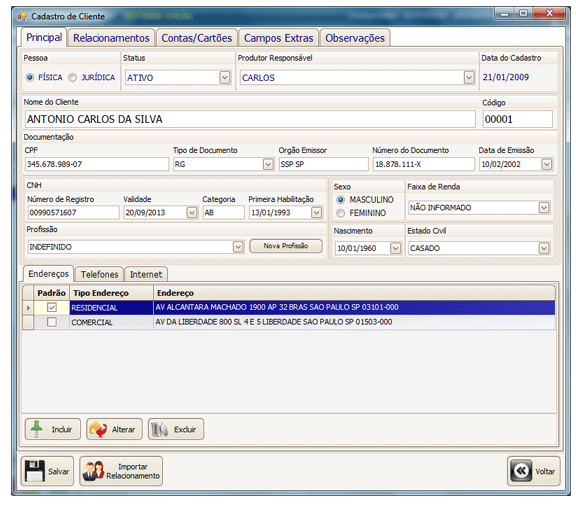 Cadastro de Cliente
Principal Relacionamentos Contas/Cartões Campos Extras Observações
Pessoa Status Produtor Responsável Data do Cadastro
FÍSICA JURÍDICA ATIVO CARLOS 21/01/2009
Nome do Cliente Código
ANTONIO CARLOS DA SILVA 00001
Documentação
CPF Tipo de Documento Orgão Emissor Número do Documento Data de Emissão
345.678.989-07 RG SSP SP 18.878.111-X 10/02/2002
CNH Sexo Faixa de Renda
Número de Registro Validade Categoria Primeira Habilitação MASCULINO
00990571607 20/09/2013 AB 13/01/1993 FEMININO NÃO INFORMADO
Profissão Nascimento Estado Civil
INDEFINIDO Nova Profissão 10/01/1960 CASADO
Endereços Telefones Internet
Padrão Tipo Endereço Endereço
RESIDENCIAL AV ALCANTARA MACHADO 1900 AP 32 BRAS SAO PAULO SP 03101-000
COMERCIAL AV DA LIBERDADE 800 SL 4 E 5 LIBERDADE SAO PAULO SP 01503-000
Incluir Alterar Excluir
Salvar Importar Relacionamento Voltar